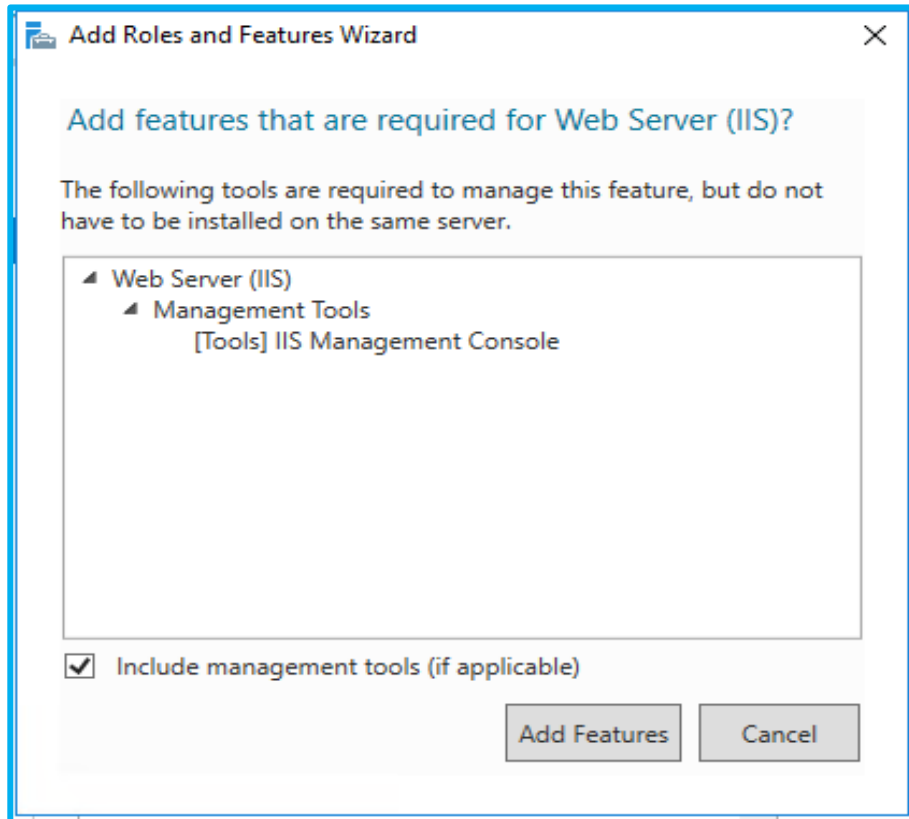 Add Roles and Features Wizard
Add features that are required for Web Server (IIS)?
The following tools are required to manage this feature, but do not
have to be installed on the same server.
Web Server (IIS)
Management Tools
[Tools] IIS Management Console
Include management tools (if applicable)
Add Features
Cancel